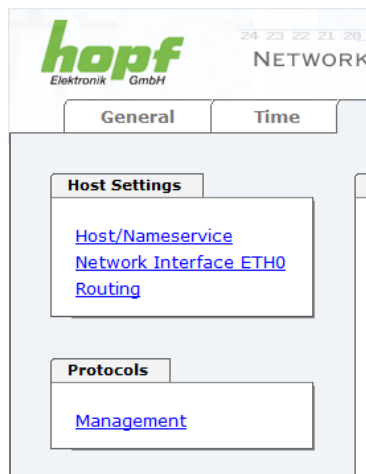 hopf
Elektronik GmbH
24 23 22 21 20
NETWORK
General
Time
Host Settings
Host/Nameservice
Network Interface ETH0
Routing
Protocols
Management